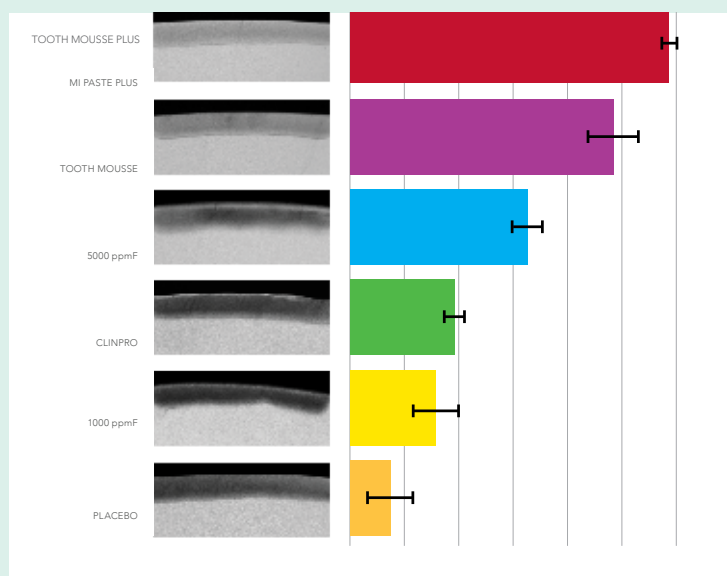 TOOTH MOUSSE PLUS
MI PASTE PLUS
TOOTH MOUSSE
5000 ppmF
CLINPRO
1000 ppmF
PLACEBO